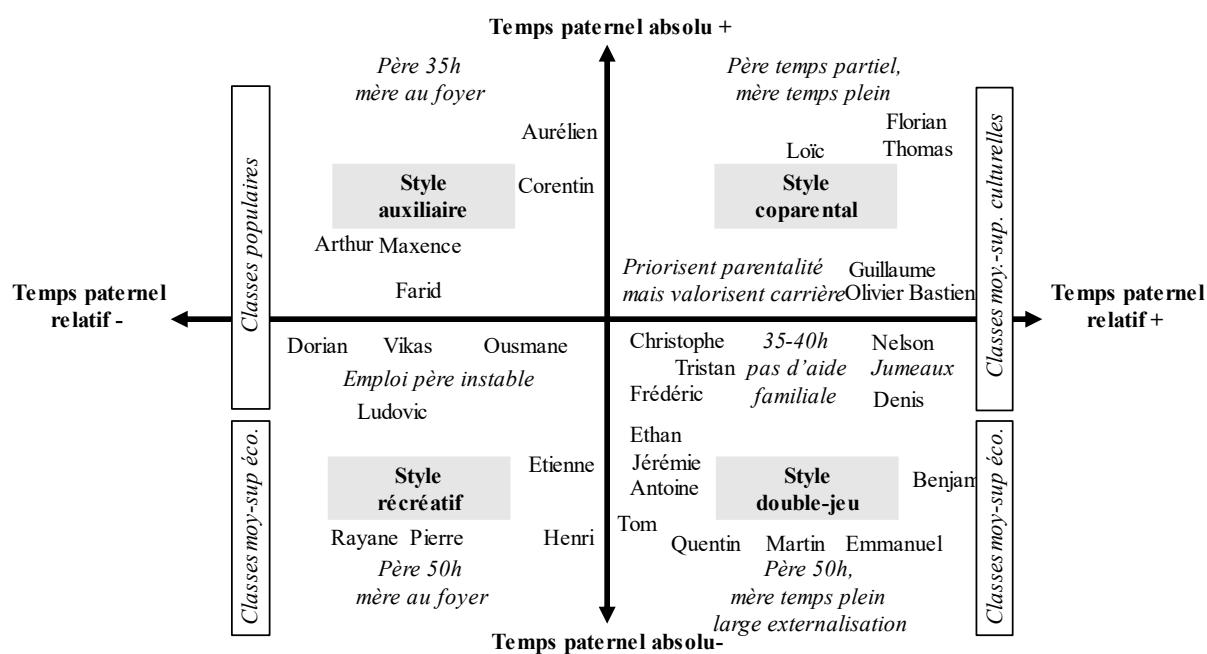 Temps paternel absolu +
Père 35h
mère au foyer
Père temps partiel,
mère temps plein
Classes populaires
Classes moy.-sup. culturelles
Aurélien
Florian
Thomas
Loïc
Style
auxiliaire
Corentin
Style
coparental
Arthur Maxence
Farid
Priorisent parentalité
mais valorisent carrière
Guillaume
Olivier Bastien
Temps paternel
relatif -
Temps paternel
relatif +
Dorian Vikas Ousmane
Emploi père instable
Ludovic
Christophe
Tristan
Frédéric
35-40h
pas d'aide
familiale
Nelson
Jumeaux
Denis
Classes moy-sup éco.
Classes moy-sup éco.
Etienne
Style
récréatif
Ethan
Jérémie
Antoine
Style
double-jeu
Benjam
Rayane Pierre
Henri
Tom
Quentin Martin Emmanuel
Père 50h
mère au foyer
Père 50h,
mère temps plein
large externalisation
Temps paternel absolu-